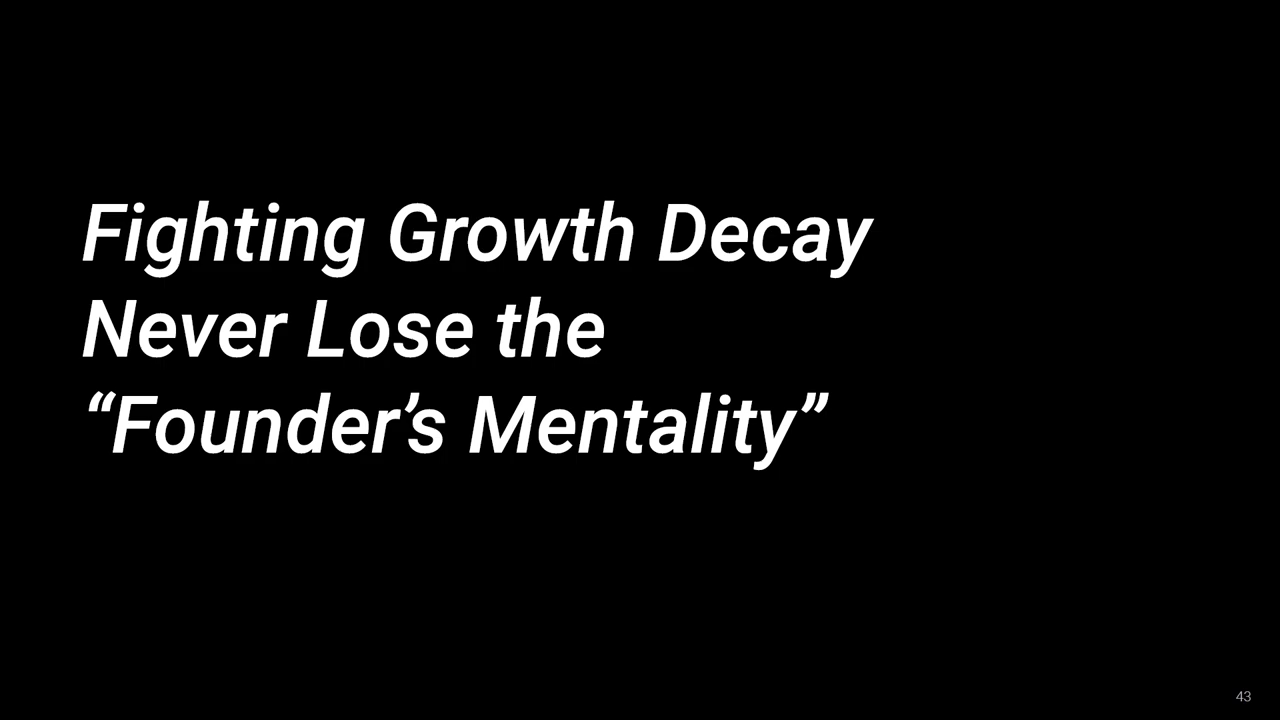 Fighting Growth Decay
Never Lose the
“Founder’s Mentality”
43